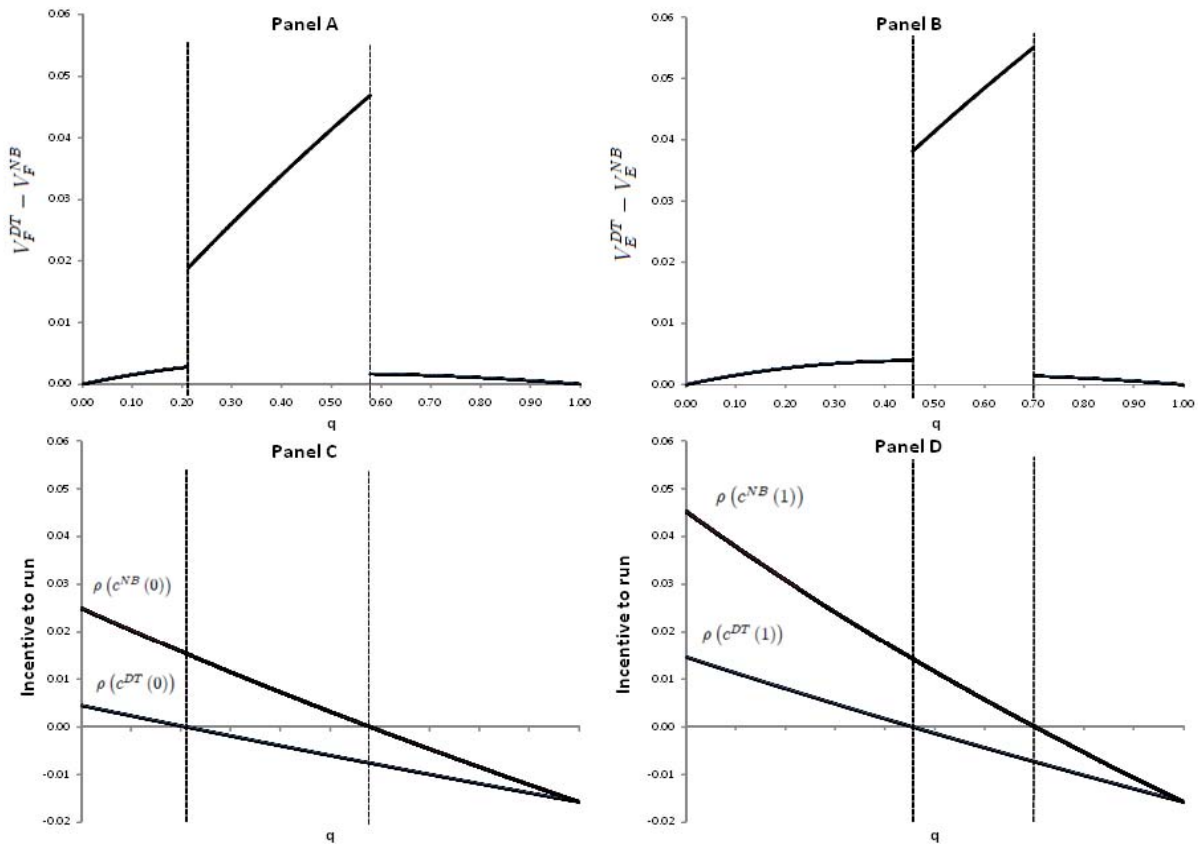 Panel A
0.06
0.05
0.04
0.03
0.02
0.01
0.00
V_F^{DT} − V_F^{NB}
0.00 0.10 0.20 0.30 0.40 0.50 0.60 0.70 0.80 0.90 1.00
q
Panel B
0.06
0.05
0.04
0.03
0.02
0.01
0.00
V_E^{DT} − V_E^{NB}
0.00 0.10 0.20 0.30 0.40 0.50 0.60 0.70 0.80 0.90 1.00
q
Panel C
0.06
0.05
0.04
0.03
0.02
0.01
0.00
-0.01
-0.02
Incentive to run
ρ (c^{NB} (0))
ρ (c^{DT} (0))
q
Panel D
0.06
0.05
0.04
0.03
0.02
0.01
0.00
-0.01
-0.02
Incentive to run
ρ (c^{NB} (1))
ρ (c^{DT} (1))
q